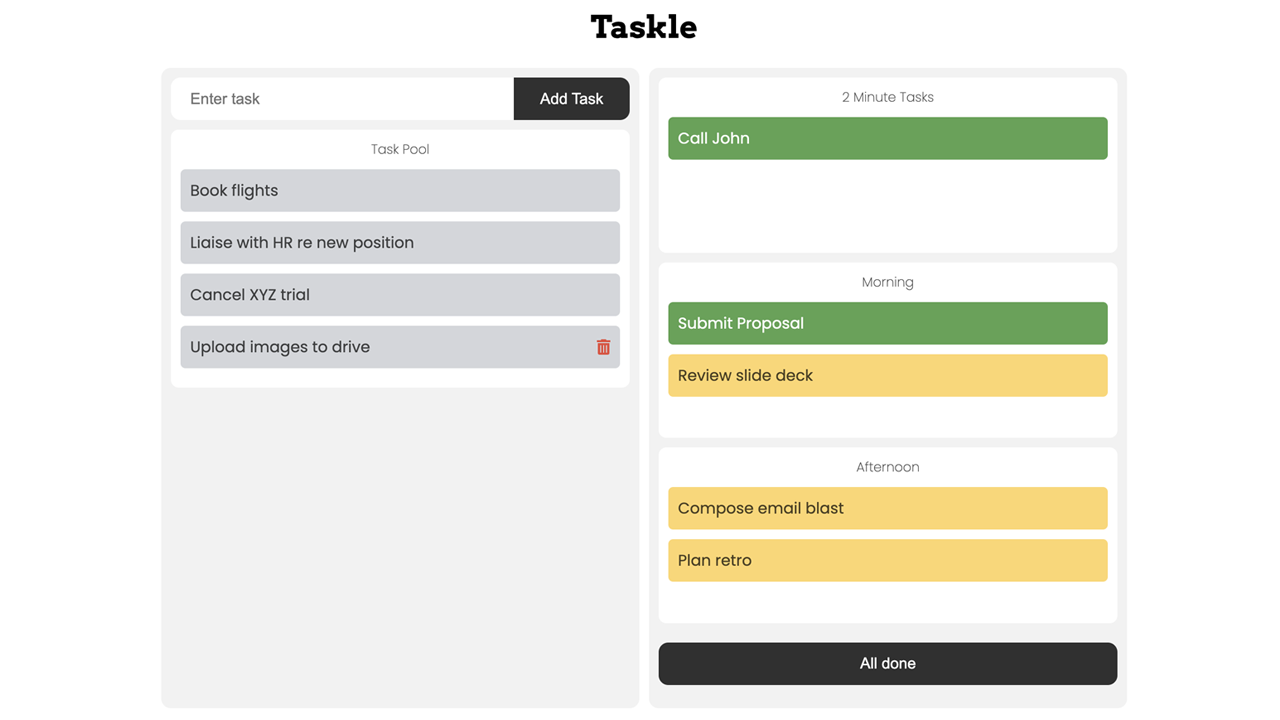 Taskle
Enter task
Add Task
Task Pool
Book flights
Liaise with HR re new position
Cancel XYZ trial
Upload images to drive
2 Minute Tasks
Call John
Morning
Submit Proposal
Review slide deck
Afternoon
Compose email blast
Plan retro
All done